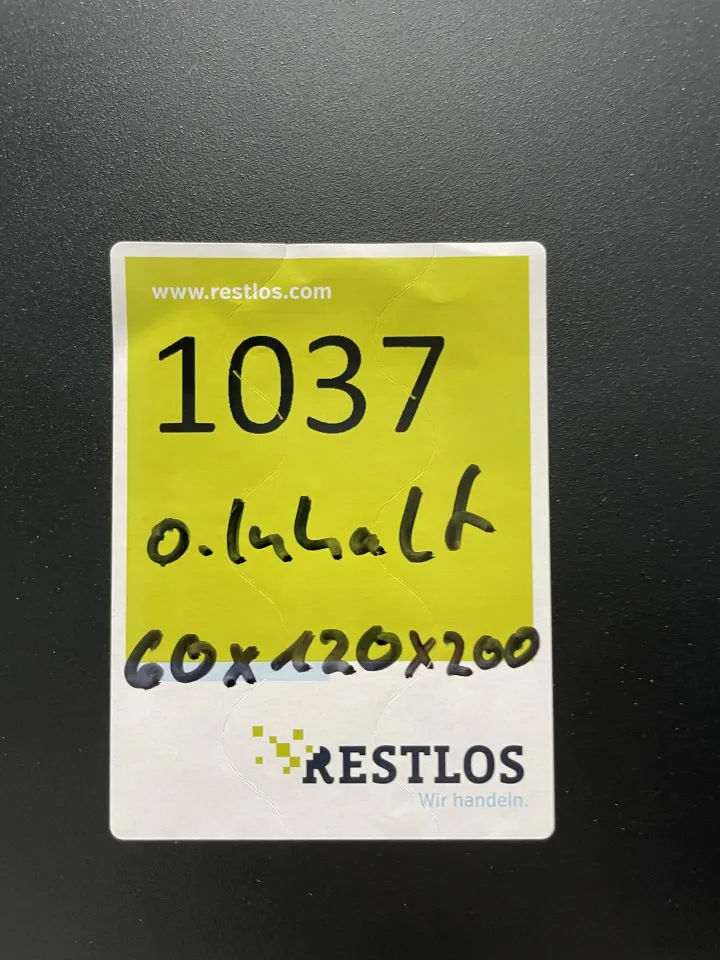 www.restlos.com
1037
o. Inhalt
60x120x200
RESTLOS
Wir handeln.